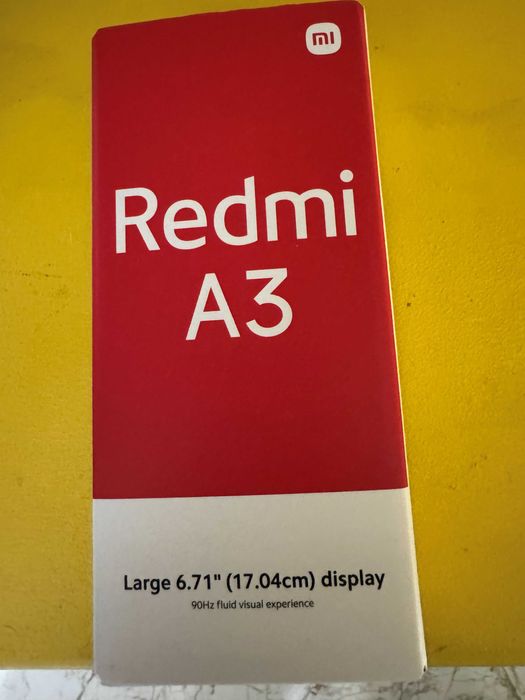 mi
Redmi
A3
Large 6.71" (17.04cm) display
90Hz fluid visual experience